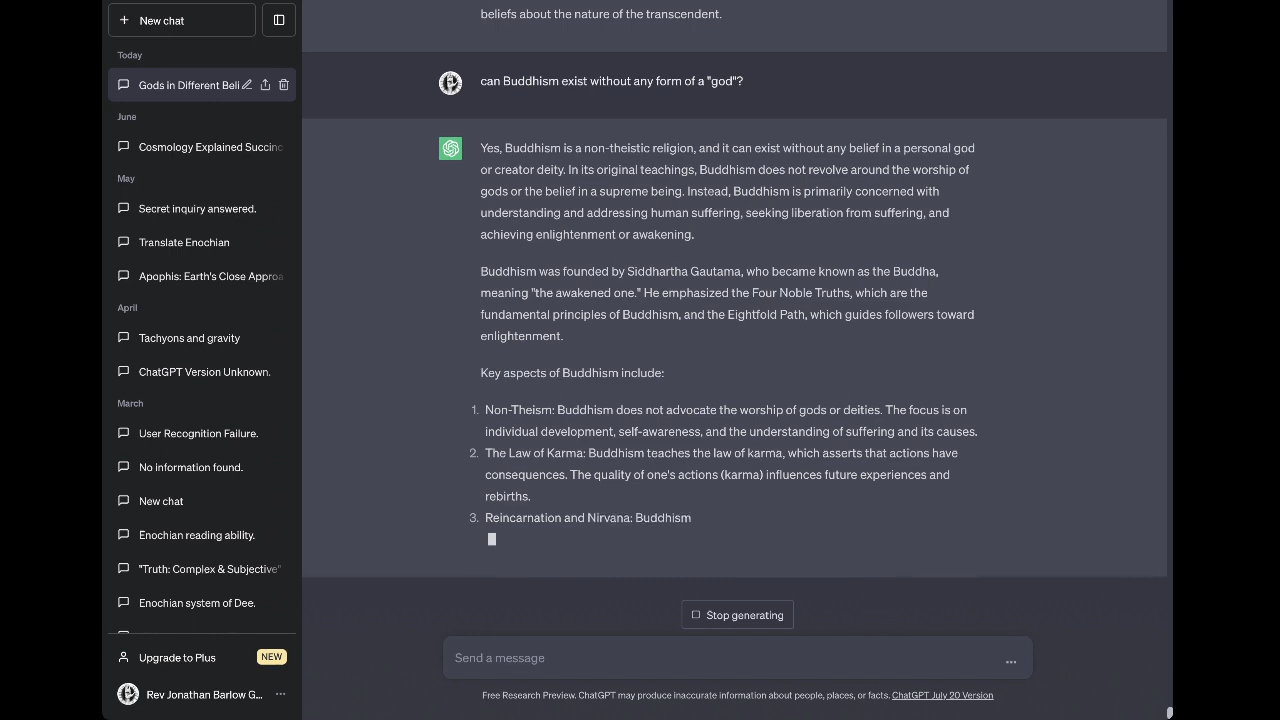 New chat
Today
Gods in Different Beli
June
Cosmology Explained Succinc
May
Secret inquiry answered.
Translate Enochian
Apophis: Earth's Close Approa
April
Tachyons and gravity
ChatGPT Version Unknown.
March
User Recognition Failure.
No information found.
New chat
Enochian reading ability.
"Truth: Complex & Subjective"
Enochian system of Dee.
Upgrade to Plus NEW
Rev Jonathan Barlow G...
beliefs about the nature of the transcendent.
can Buddhism exist without any form of a "god"?
Yes, Buddhism is a non-theistic religion, and it can exist without any belief in a personal god
or creator deity. In its original teachings, Buddhism does not revolve around the worship of
gods or the belief in a supreme being. Instead, Buddhism is primarily concerned with
understanding and addressing human suffering, seeking liberation from suffering, and
achieving enlightenment or awakening.
Buddhism was founded by Siddhartha Gautama, who became known as the Buddha,
meaning "the awakened one." He emphasized the Four Noble Truths, which are the
fundamental principles of Buddhism, and the Eightfold Path, which guides followers toward
enlightenment.
Key aspects of Buddhism include:
1. Non-Theism: Buddhism does not advocate the worship of gods or deities. The focus is on
individual development, self-awareness, and the understanding of suffering and its causes.
2. The Law of Karma: Buddhism teaches the law of karma, which asserts that actions have
consequences. The quality of one's actions (karma) influences future experiences and
rebirths.
3. Reincarnation and Nirvana: Buddhism
Stop generating
Send a message
Free Research Preview. ChatGPT may produce inaccurate information about people, places, or facts. ChatGPT July 20 Version